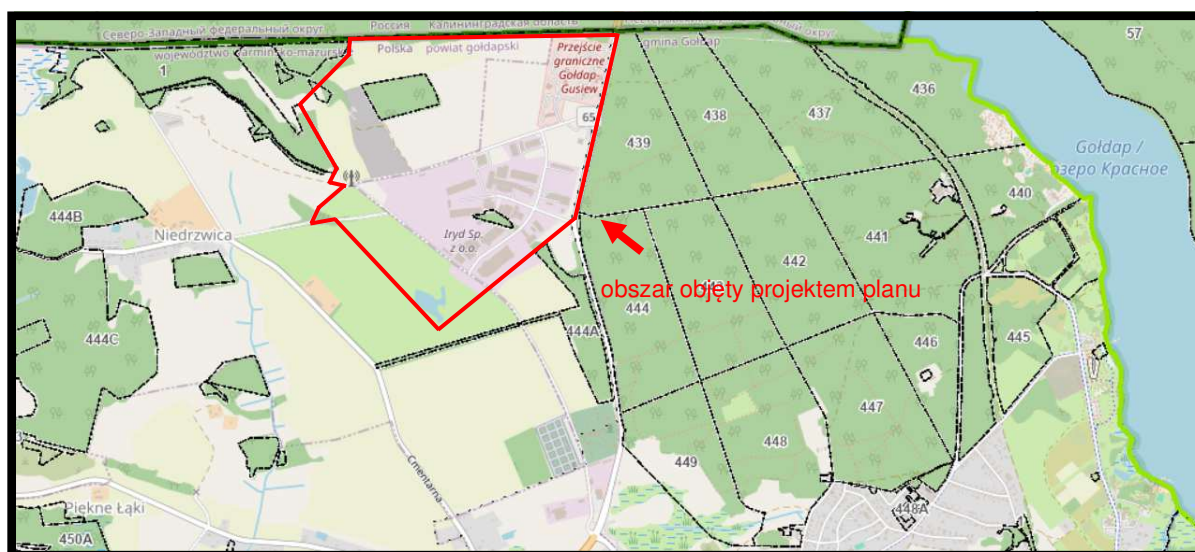 Северо-Западный федеральный округ
Россия
Калининградская область
województwo warmińsko-mazurskie
Polska
powiat gołdapski
gmina Gołdap
57
1
Przejście
graniczne
Gołdap
Gusiew
65
436
437
438
439
Gołdap /
озеро Красное
440
444B
Niedrzwica
Iryd Sp.
z o.o.
441
442
443
obszar objęty projektem planu
444
444A
444C
445
446
447
448
449
Cmentarna
Piękne Łąki
448A
450A